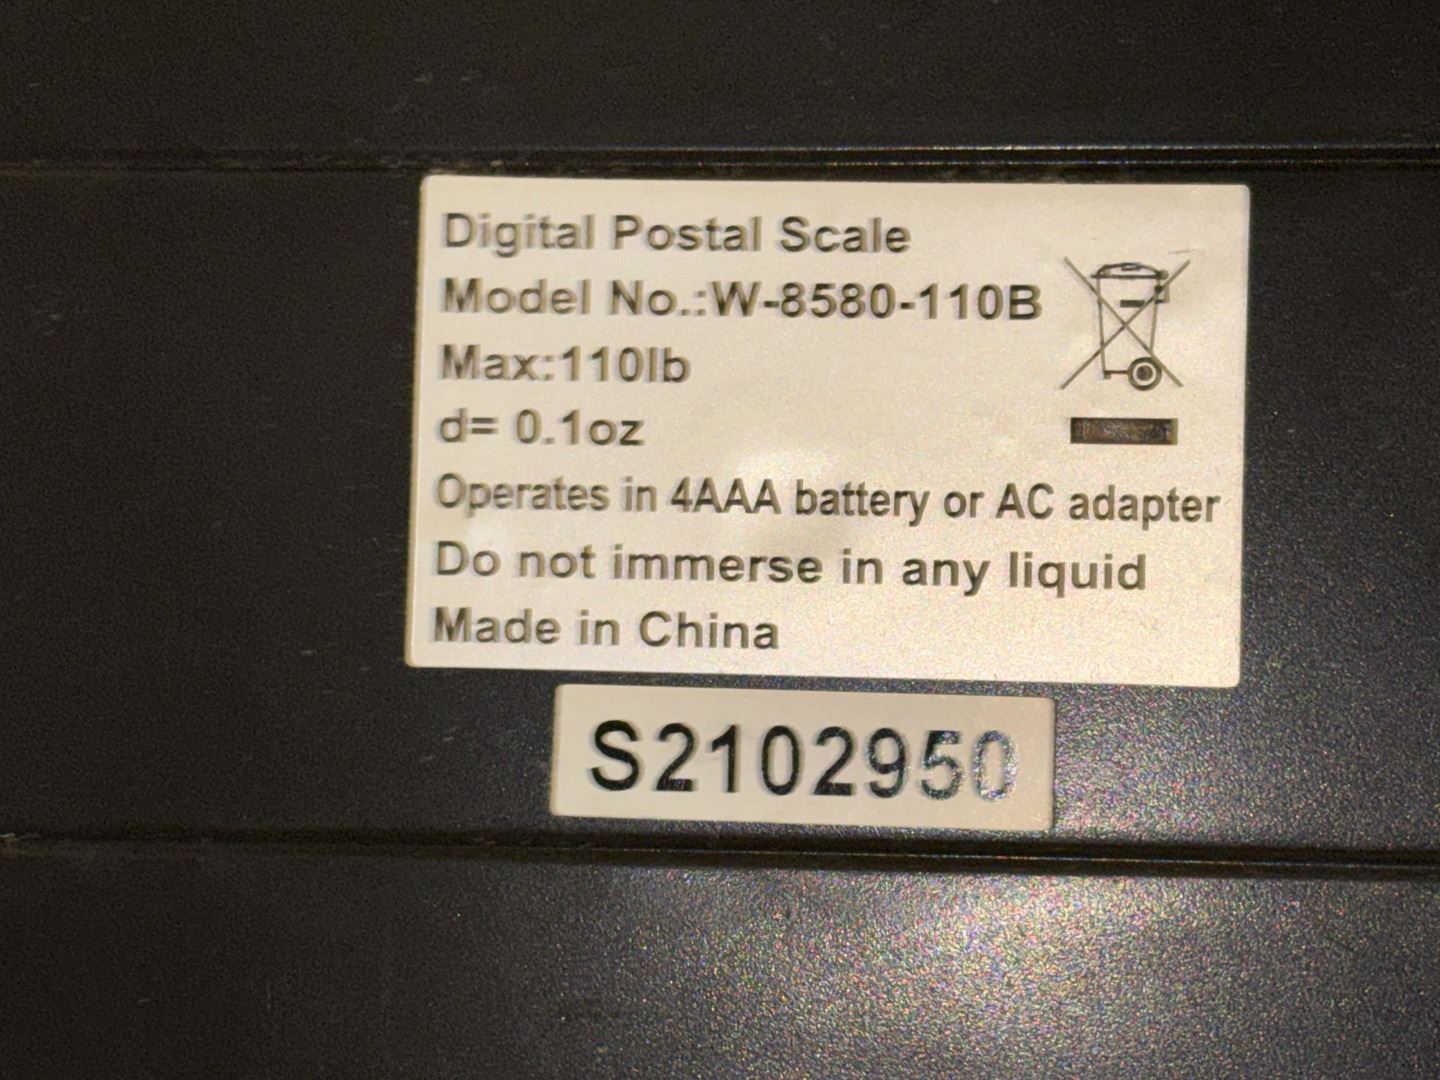 Digital Postal Scale
Model No.:W-8580-110B
Max:110lb
d= 0.1oz
Operates in 4AAA battery or AC adapter
Do not immerse in any liquid
Made in China
S2102950